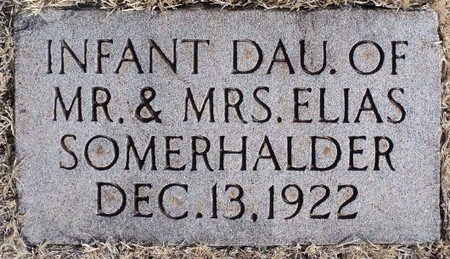 INFANT DAU. OF
MR. & MRS. ELIAS
SOMERHALDER
DEC. 13, 1922